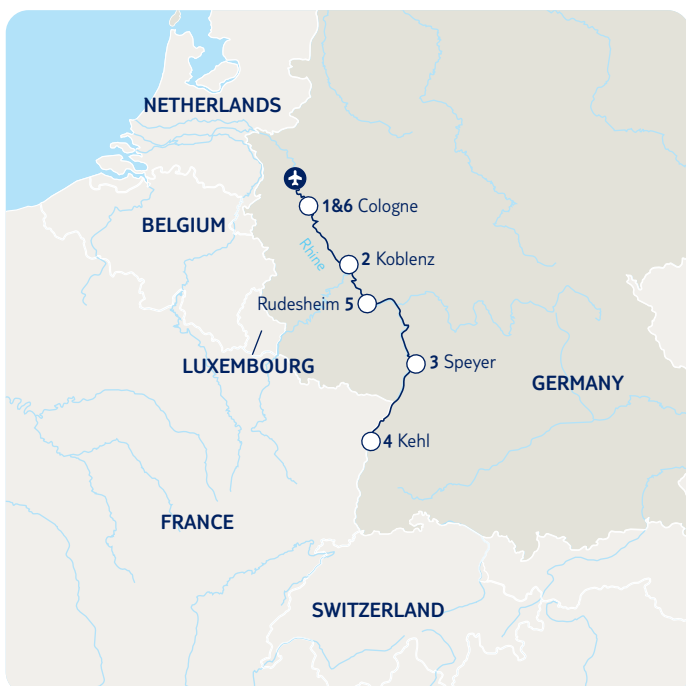 NETHERLANDS
1&6 Cologne
BELGIUM
Rhine
2 Koblenz
Rudesheim 5
LUXEMBOURG
3 Speyer
GERMANY
4 Kehl
FRANCE
SWITZERLAND